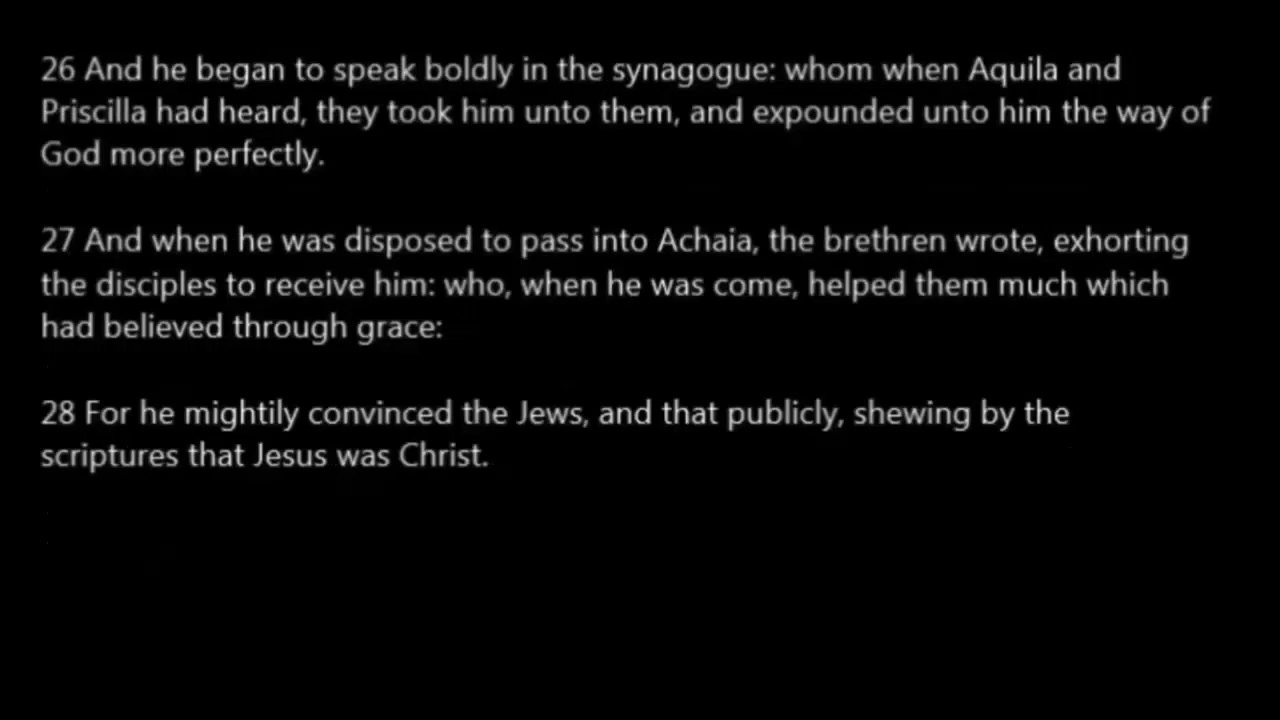 26 And he began to speak boldly in the synagogue: whom when Aquila and
Priscilla had heard, they took him unto them, and expounded unto him the way of
God more perfectly.
27 And when he was disposed to pass into Achaia, the brethren wrote, exhorting
the disciples to receive him: who, when he was come, helped them much which
had believed through grace:
28 For he mightily convinced the Jews, and that publicly, shewing by the
scriptures that Jesus was Christ.